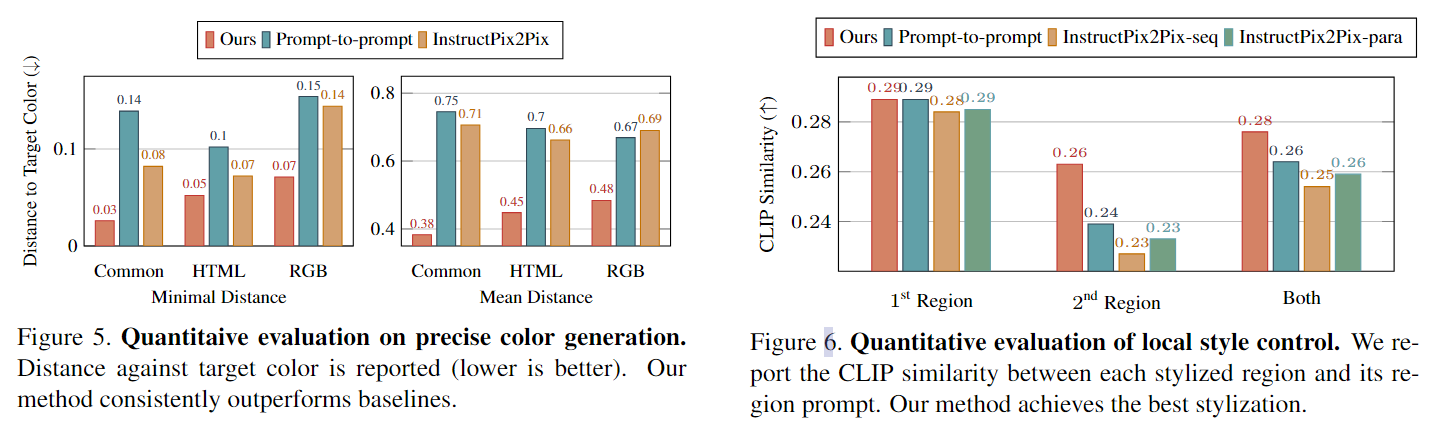 Ours Prompt-to-prompt InstructPix2Pix
Distance to Target Color (↓)
0.1
0
0.03
0.14
0.08
0.05
0.1
0.07
0.07
0.15
0.14
Common HTML RGB
Minimal Distance
0.8
0.6
0.4
0.38
0.75
0.71
0.45
0.7
0.66
0.48
0.67
0.69
Common HTML RGB
Mean Distance
Figure 5. Quantitaive evaluation on precise color generation.
Distance against target color is reported (lower is better). Our
method consistently outperforms baselines.
Ours Prompt-to-prompt InstructPix2Pix-seq InstructPix2Pix-para
CLIP Similarity (↑)
0.28
0.26
0.24
0.29
0.29
0.28
0.29
0.26
0.24
0.23
0.23
0.28
0.26
0.25
0.26
1st Region 2nd Region Both
Figure 6. Quantitative evaluation of local style control. We re-
port the CLIP similarity between each stylized region and its re-
gion prompt. Our method achieves the best stylization.